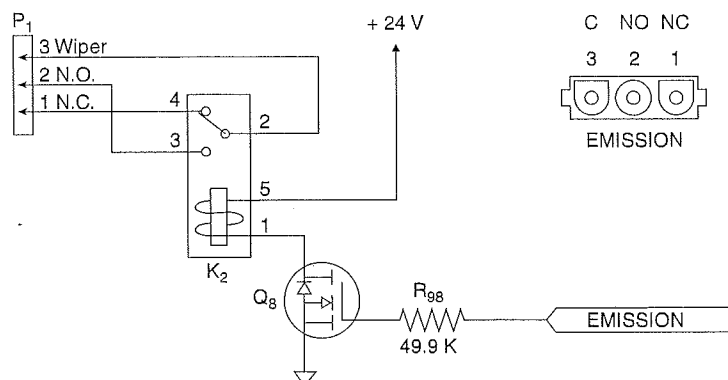 P1
3 Wiper
2 N.O.
1 N.C.
4
2
3
5
1
K2
+ 24 V
C NO NC
3 2 1
EMISSION
Q8
R98
49.9 K
EMISSION